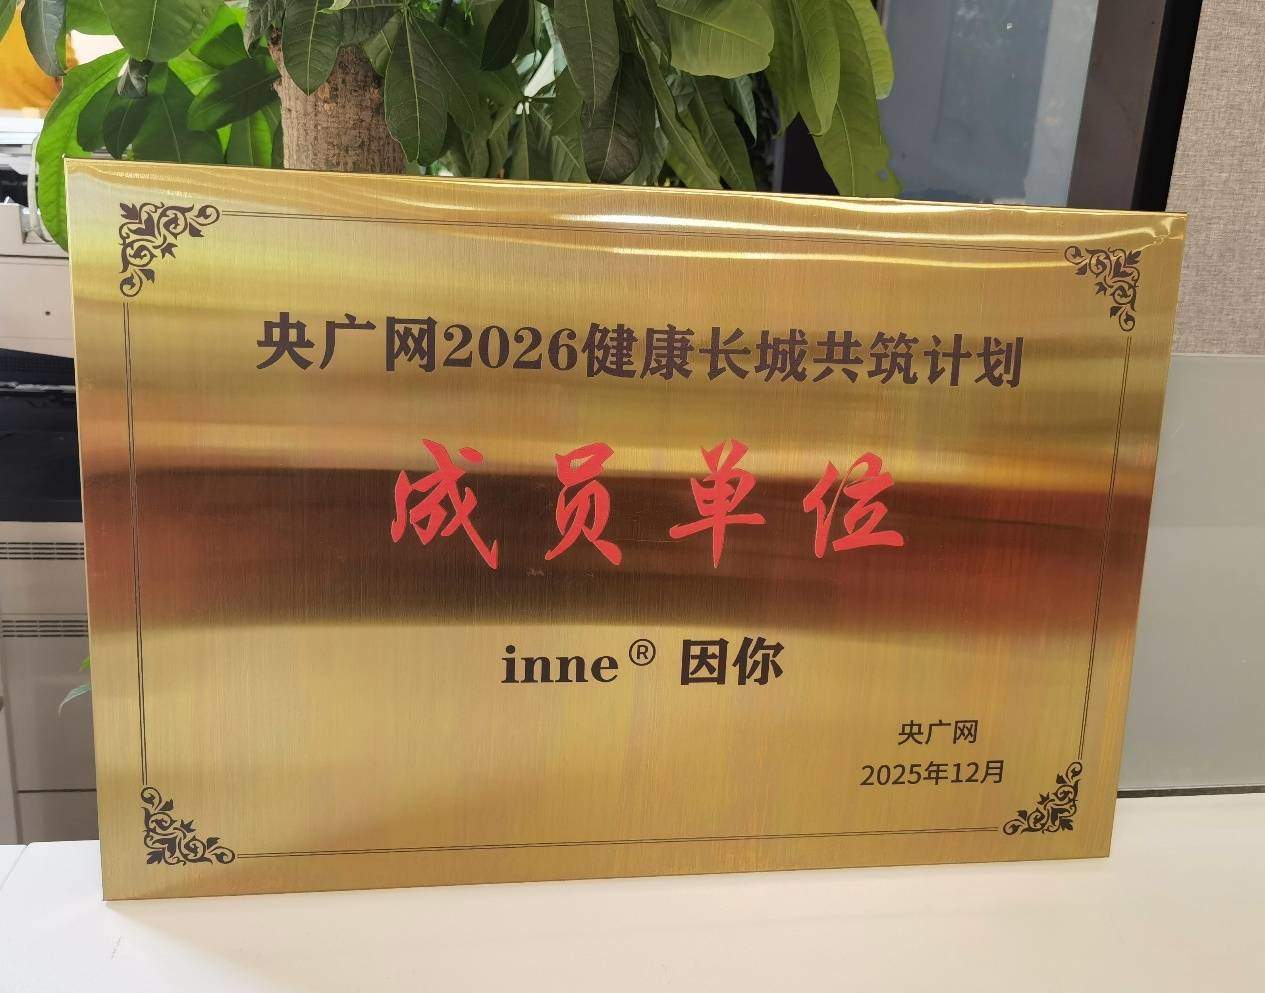 央广网2026健康长城共筑计划
成员单位
inne® 因你
央广网
2025年12月